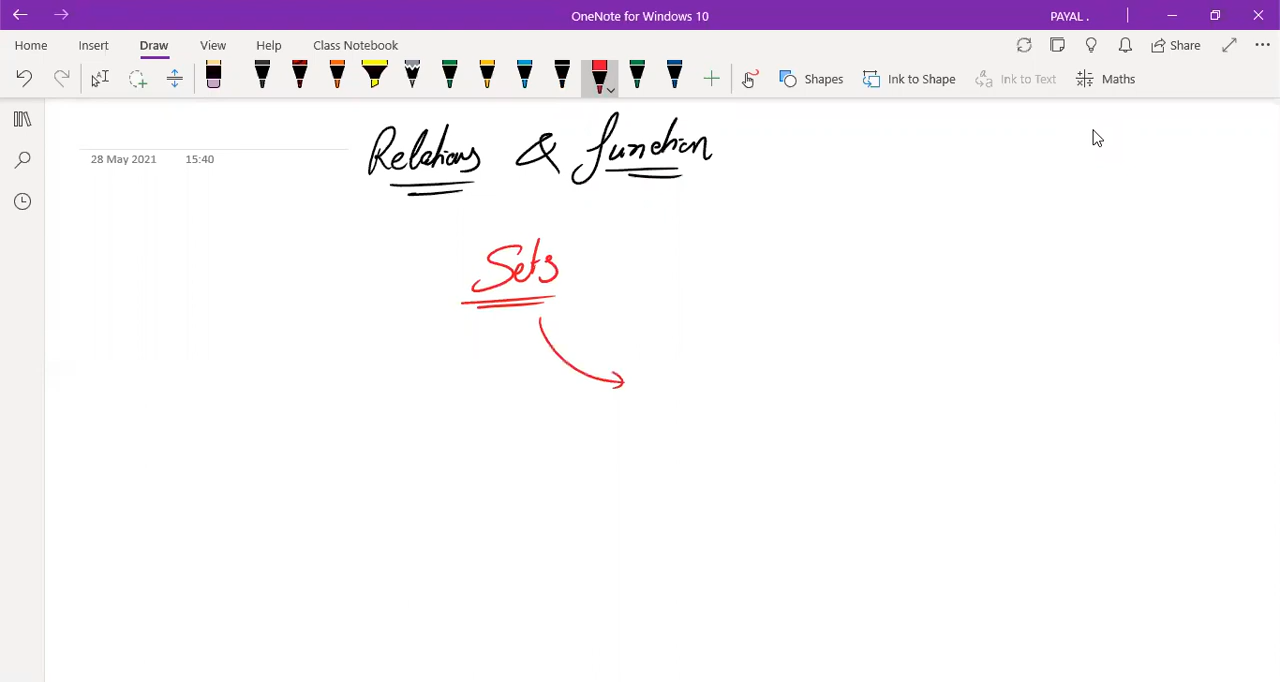 OneNote for Windows 10
PAYAL .
Home Insert Draw View Help Class Notebook
Share
Shapes Ink to Shape Ink to Text Maths
28 May 2021 15:40
Relations & function
Sets